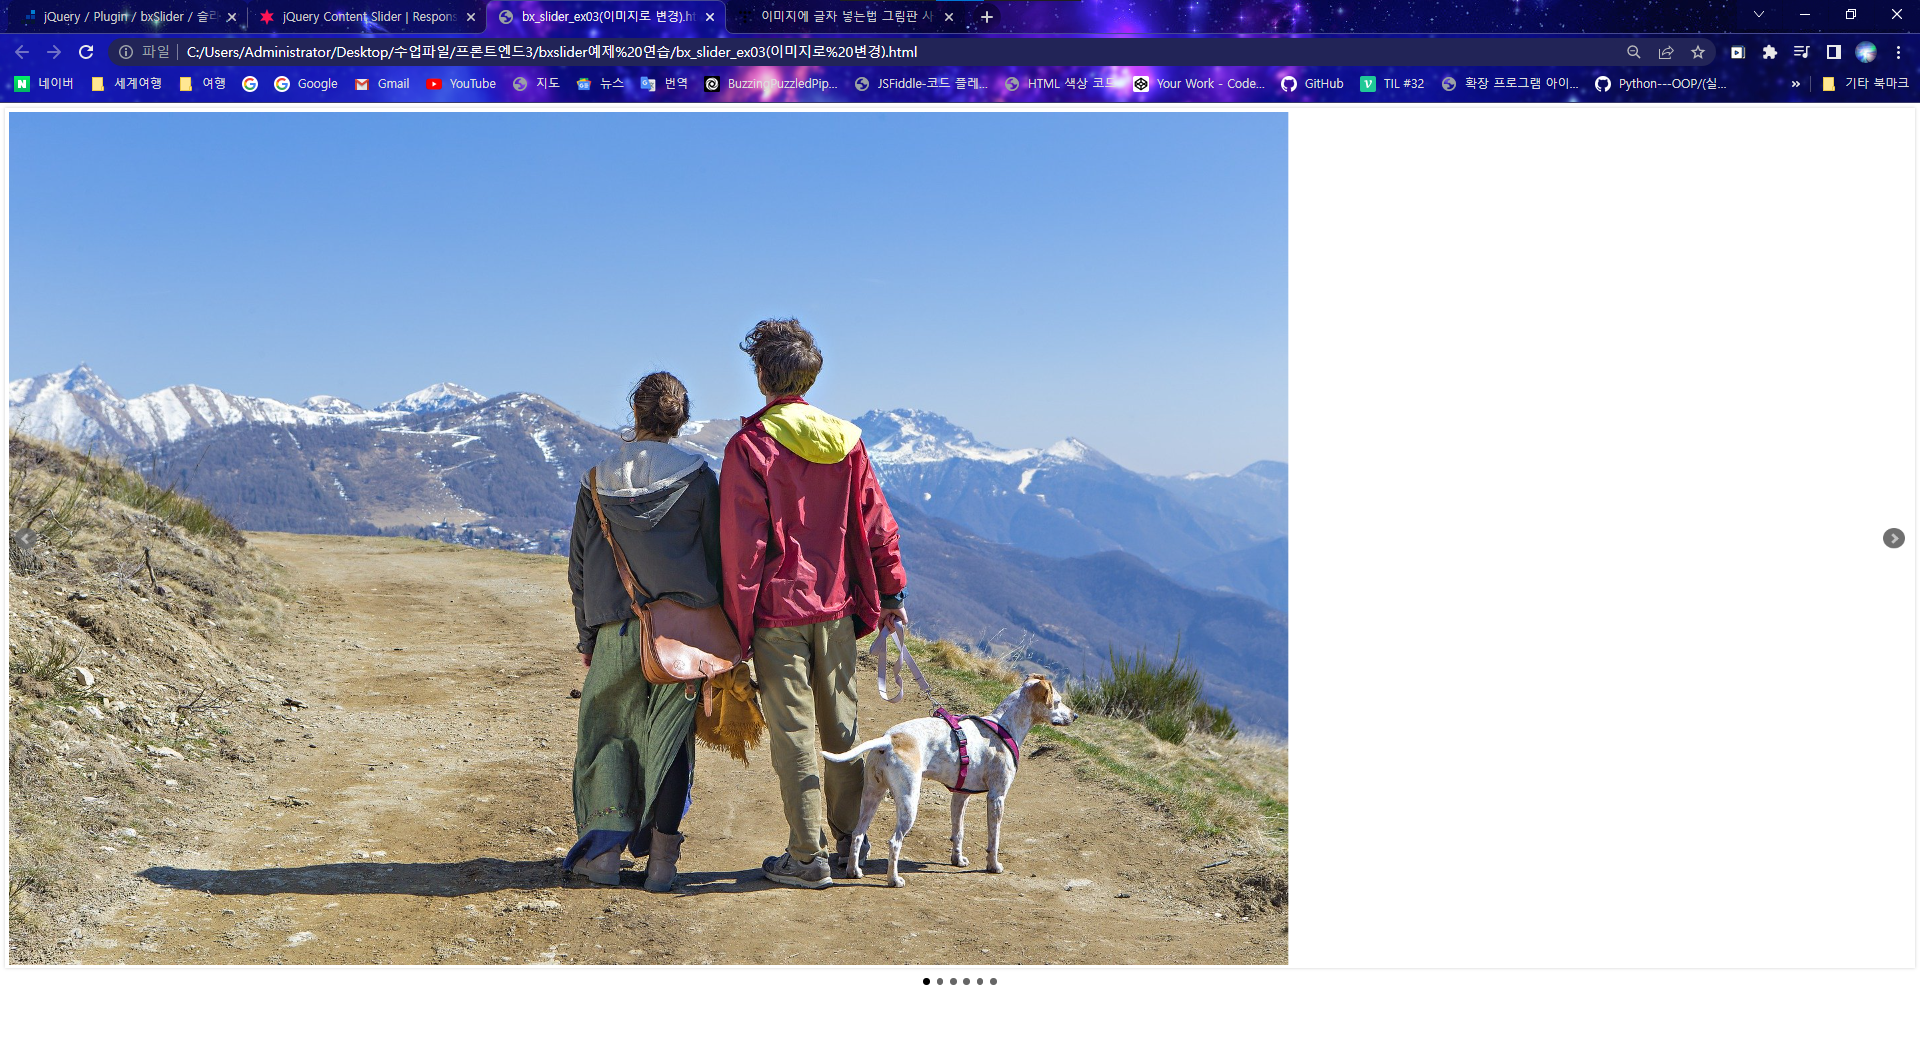 jQuery / Plugin / bxSlider / 슬라
jQuery Content Slider | Respons
bx_slider_ex03(이미지로 변경).ht
이미지에 글자 넣는법 그림판 사
파일 C:/Users/Administrator/Desktop/수업파일/프론트엔드3/bxslider예제%20연습/bx_slider_ex03(이미지로%20변경).html
네이버 세계여행 여행 Google Gmail YouTube 지도 뉴스 번역 BuzzingPuzzledPip... JSFiddle-코드 플레... HTML 색상 코드 Your Work - Code... GitHub TIL #32 확장 프로그램 아이... Python---OOP/(실... » 기타 북마크